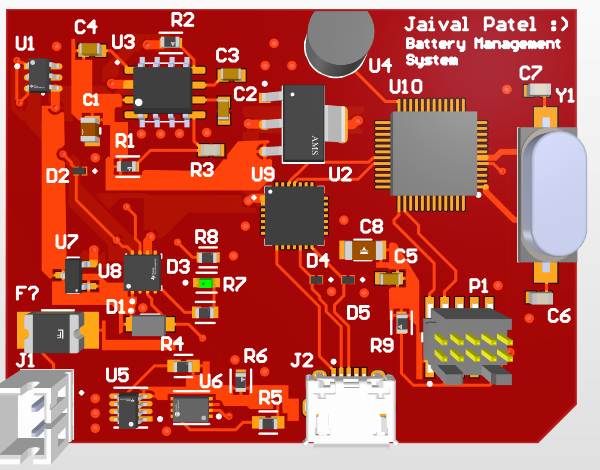 Jaival Patel :)
Battery Management
System
R2
C4
U3
U1
C3
U4
C7
Y1
U10
C2
C1
AMS
R1
R3
D2
U9
U2
C8
R8
U7
U8
D3
D4
C5
R7
F?
D1
P1
D5
C6
R4
R9
J1
R6
J2
U5
U6
R5